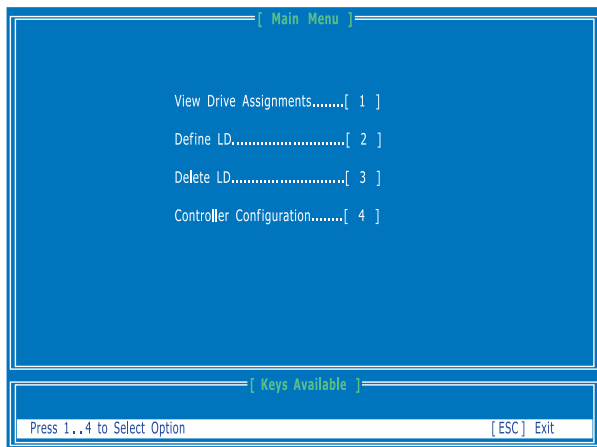 [ Main Menu ]
View Drive Assignments........[ 1 ]
Define LD...........................[ 2 ]
Delete LD...........................[ 3 ]
Controller Configuration........[ 4 ]
[ Keys Available ]
Press 1..4 to Select Option [ESC] Exit